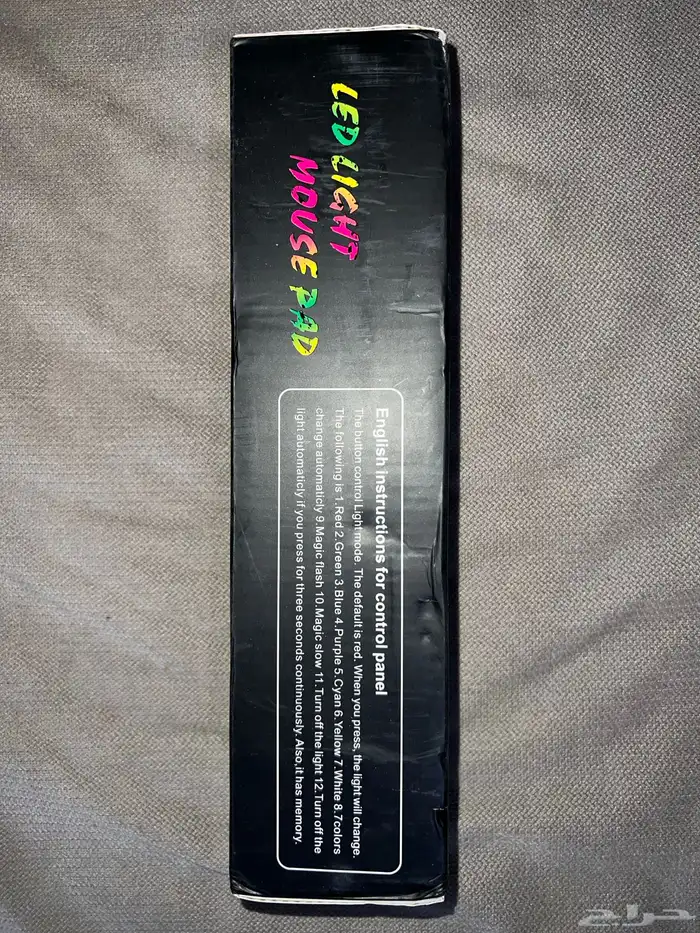 LED LIGHT
MOUSE PAD
English instructions for control panel
The button control Light mode. The default is red. When you press, the light will change.
The following is 1.Red 2.Green 3.Blue 4.Purple 5.Cyan 6.Yellow 7.White 8.7colors
change automaticly 9.Magic flash 10.Magic slow 11.Turn off the light 12.Turn off the
light automaticly if you press for three seconds continuously. Also,it has memory.
حراج